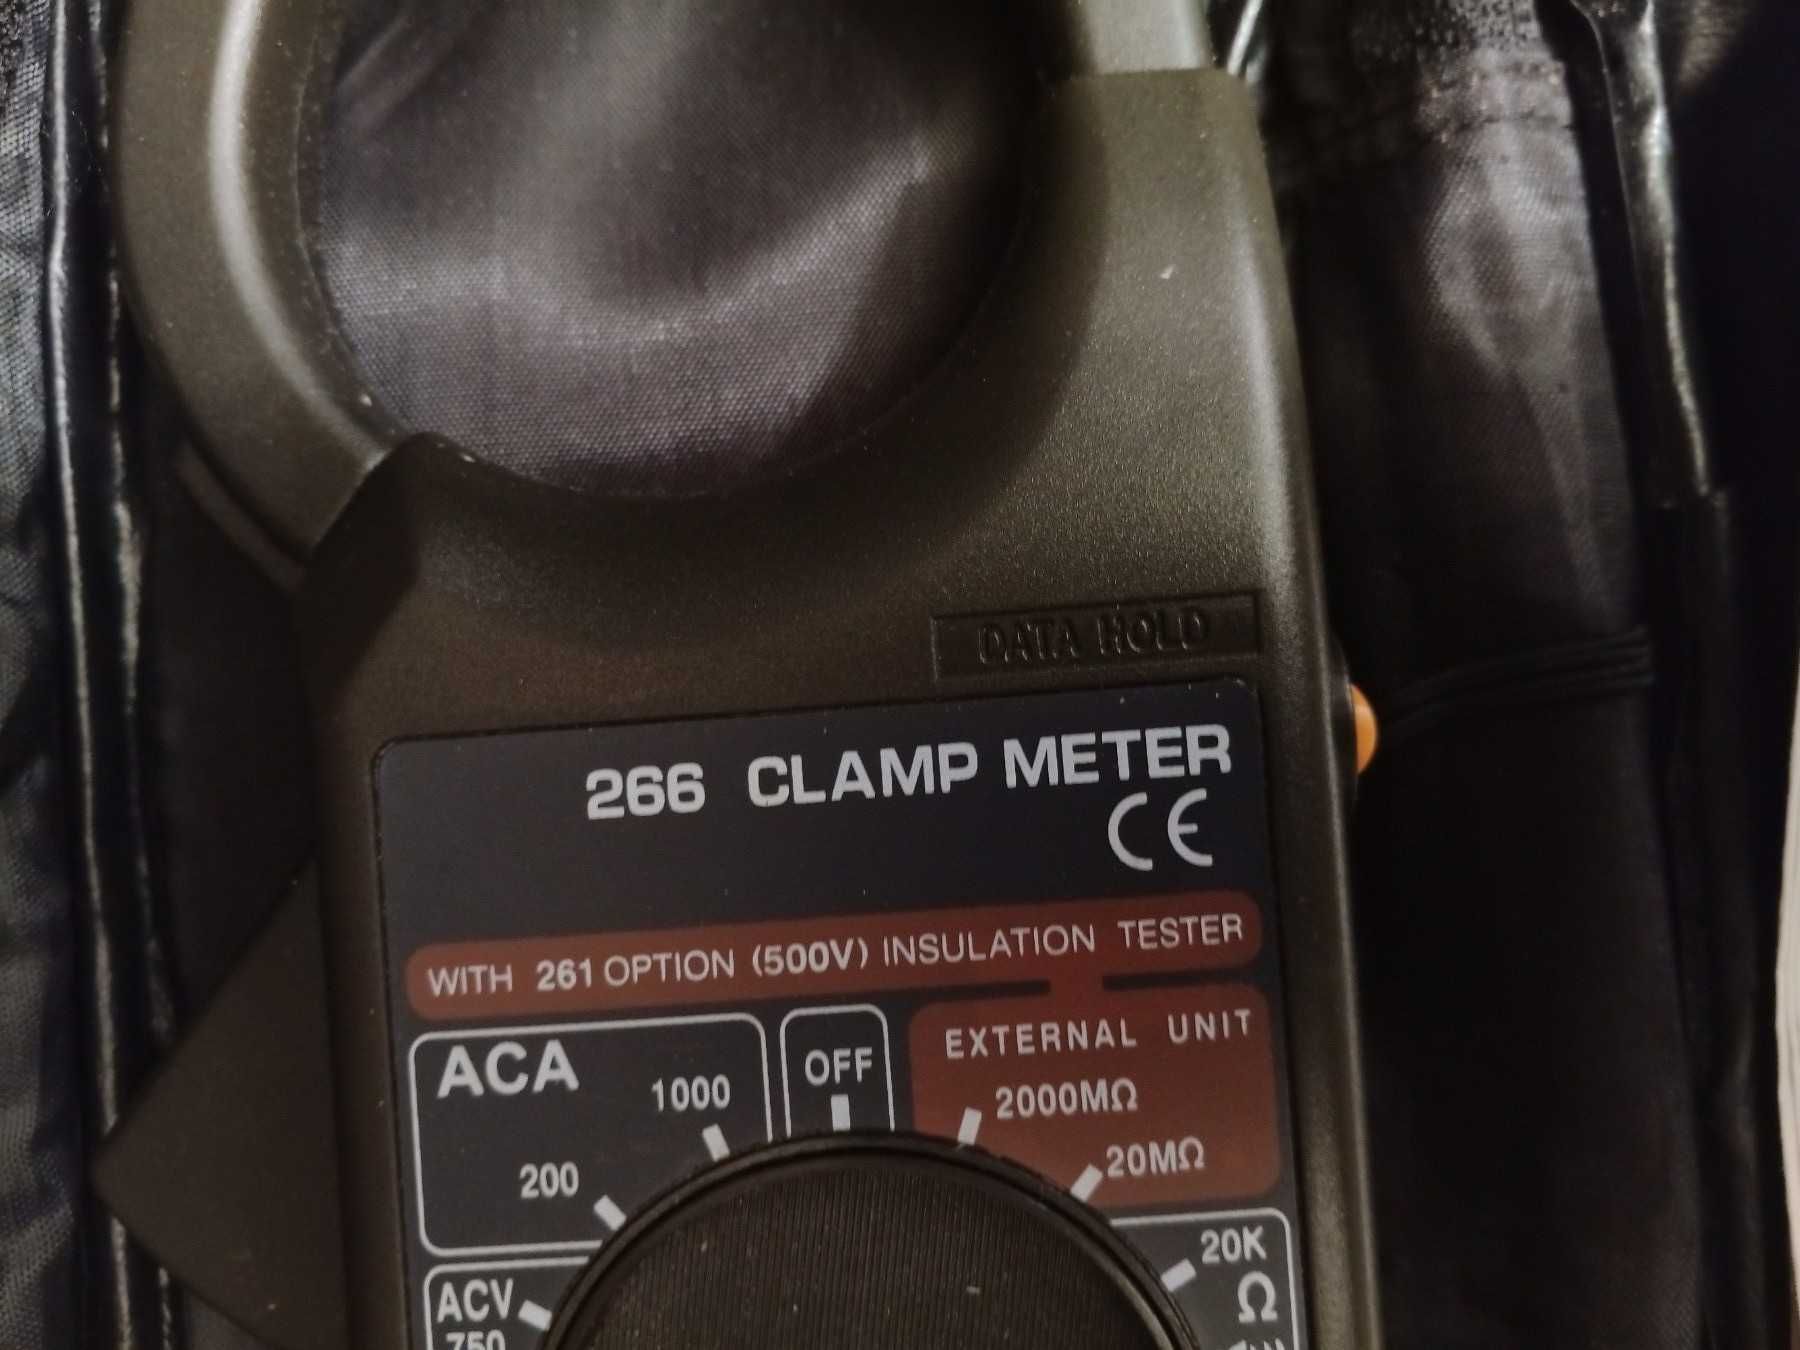 DATA HOLD
266 CLAMP METER
CE
WITH 261 OPTION (500V) INSULATION TESTER
ACA
OFF
EXTERNAL UNIT
1000
2000MΩ
200
20MΩ
20K
ACV
Ω
750